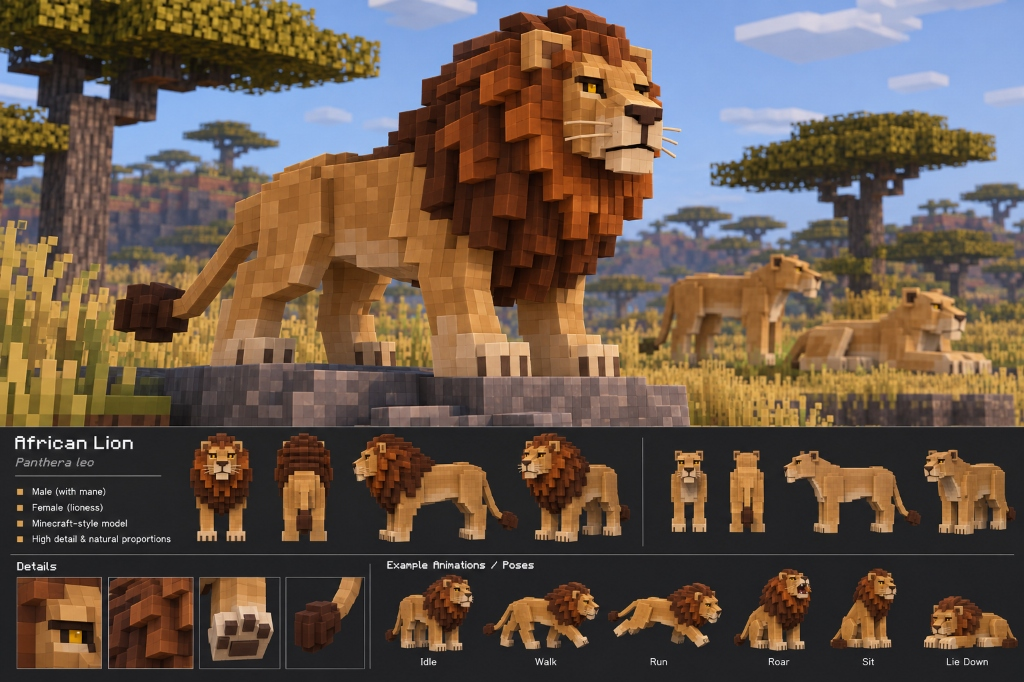 African Lion
Panthera leo
Male (with mane)
Female (lioness)
Minecraft-style model
High detail & natural proportions
Details
Example Animations / Poses
Idle
Walk
Run
Roar
Sit
Lie Down